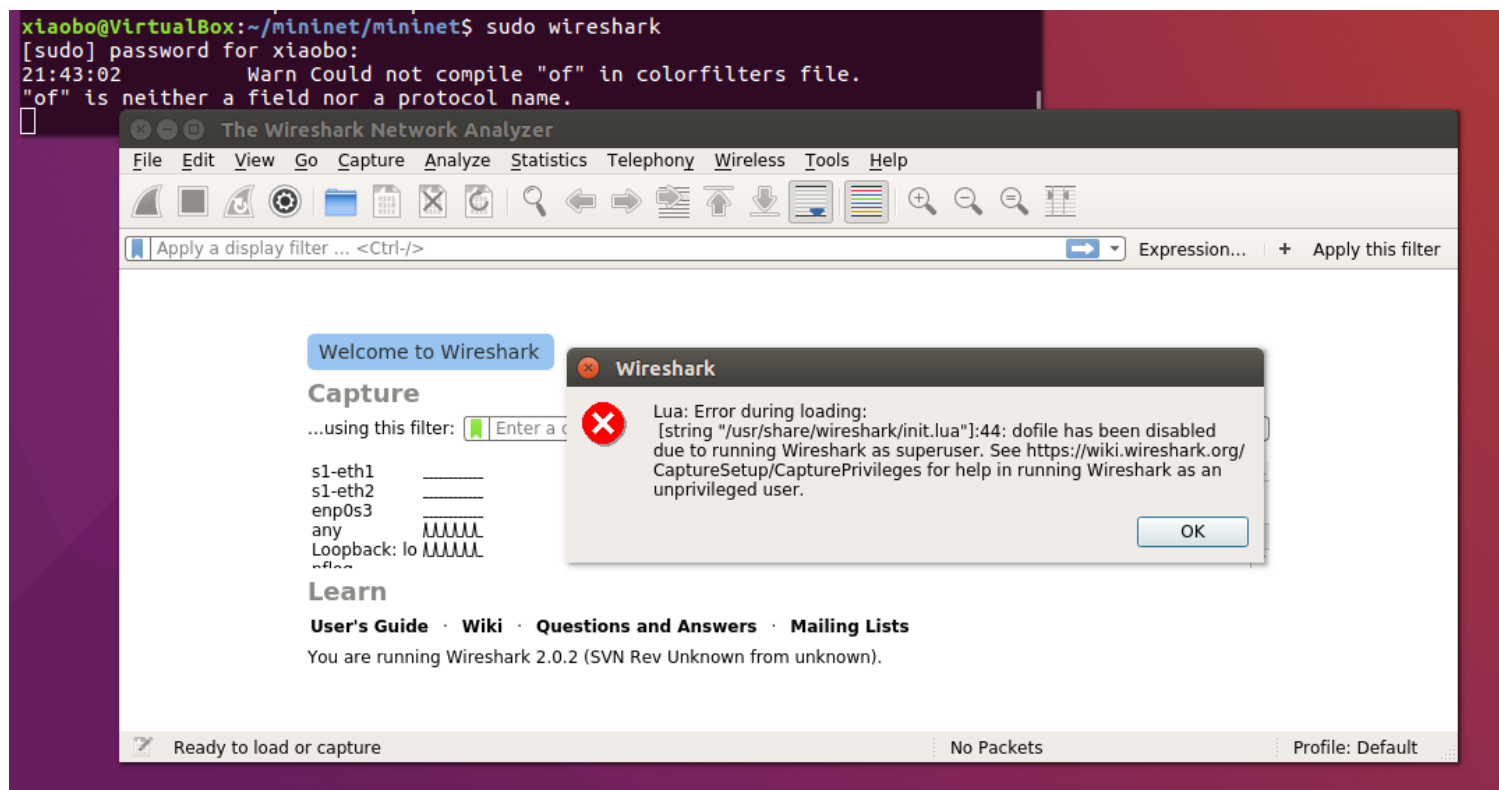 xiaobo@VirtualBox:~/mininet/mininet$ sudo wireshark
[sudo] password for xiaobo:
21:43:02          Warn Could not compile "of" in colorfilters file.
"of" is neither a field nor a protocol name.
The Wireshark Network Analyzer
File Edit View Go Capture Analyze Statistics Telephony Wireless Tools Help
Apply a display filter ... <Ctrl-/> Expression... + Apply this filter
Welcome to Wireshark
Capture
...using this filter: Enter a
s1-eth1
s1-eth2
enp0s3
any
Loopback: lo
Wireshark
Lua: Error during loading:
[string "/usr/share/wireshark/init.lua"]:44: dofile has been disabled
due to running Wireshark as superuser. See https://wiki.wireshark.org/
CaptureSetup/CapturePrivileges for help in running Wireshark as an
unprivileged user.
OK
Learn
User's Guide · Wiki · Questions and Answers · Mailing Lists
You are running Wireshark 2.0.2 (SVN Rev Unknown from unknown).
Ready to load or capture No Packets Profile: Default